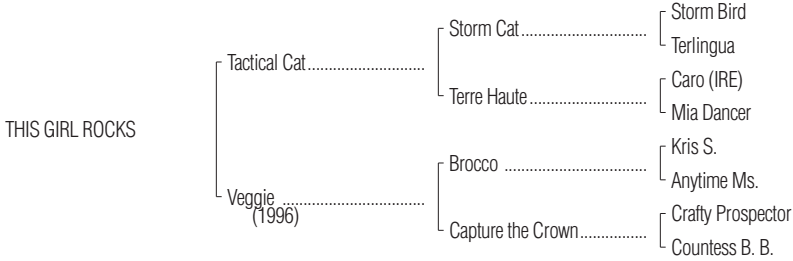 Storm Bird
Storm Cat..............................
Terlingua
Tactical Cat............................
Caro (IRE)
Terre Haute............................
Mia Dancer
THIS GIRL ROCKS
Kris S.
Brocco ..................................
Anytime Ms.
Veggie ..................................
(1996)
Crafty Prospector
Capture the Crown................
Countess B. B.